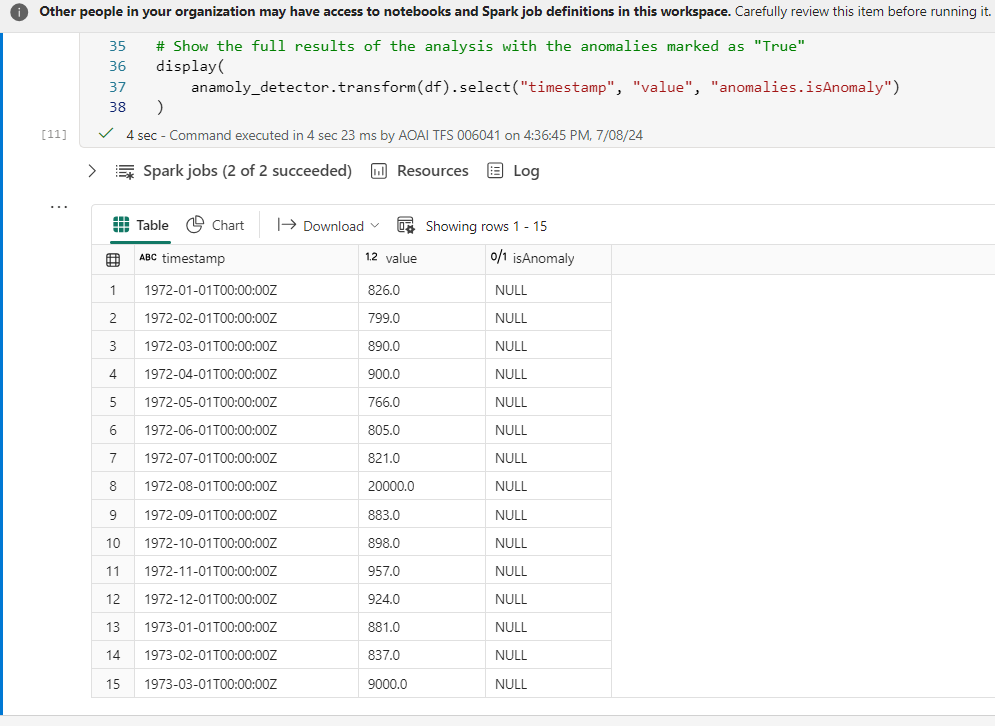 Other people in your organization may have access to notebooks and Spark job definitions in this workspace. Carefully review this item before running it.
35 # Show the full results of the analysis with the anomalies marked as "True"
36 display(
37 anamoly_detector.transform(df).select("timestamp", "value", "anomalies.isAnomaly")
38 )
[11] 4 sec - Command executed in 4 sec 23 ms by AOAI TFS 006041 on 4:36:45 PM, 7/08/24
Spark jobs (2 of 2 succeeded) Resources Log
Table Chart Download Showing rows 1 - 15
ABC timestamp 1.2 value 0/1 isAnomaly
1 1972-01-01T00:00:00Z 826.0 NULL
2 1972-02-01T00:00:00Z 799.0 NULL
3 1972-03-01T00:00:00Z 890.0 NULL
4 1972-04-01T00:00:00Z 900.0 NULL
5 1972-05-01T00:00:00Z 766.0 NULL
6 1972-06-01T00:00:00Z 805.0 NULL
7 1972-07-01T00:00:00Z 821.0 NULL
8 1972-08-01T00:00:00Z 20000.0 NULL
9 1972-09-01T00:00:00Z 883.0 NULL
10 1972-10-01T00:00:00Z 898.0 NULL
11 1972-11-01T00:00:00Z 957.0 NULL
12 1972-12-01T00:00:00Z 924.0 NULL
13 1973-01-01T00:00:00Z 881.0 NULL
14 1973-02-01T00:00:00Z 837.0 NULL
15 1973-03-01T00:00:00Z 9000.0 NULL